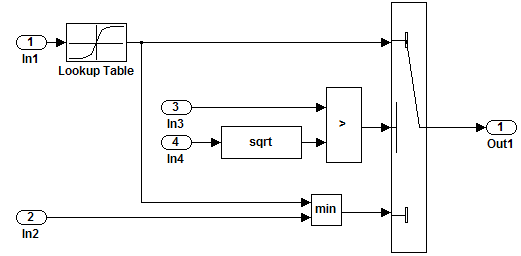 1
In1
Lookup Table
3
In3
>
4
In4
sqrt
1
Out1
2
In2
min